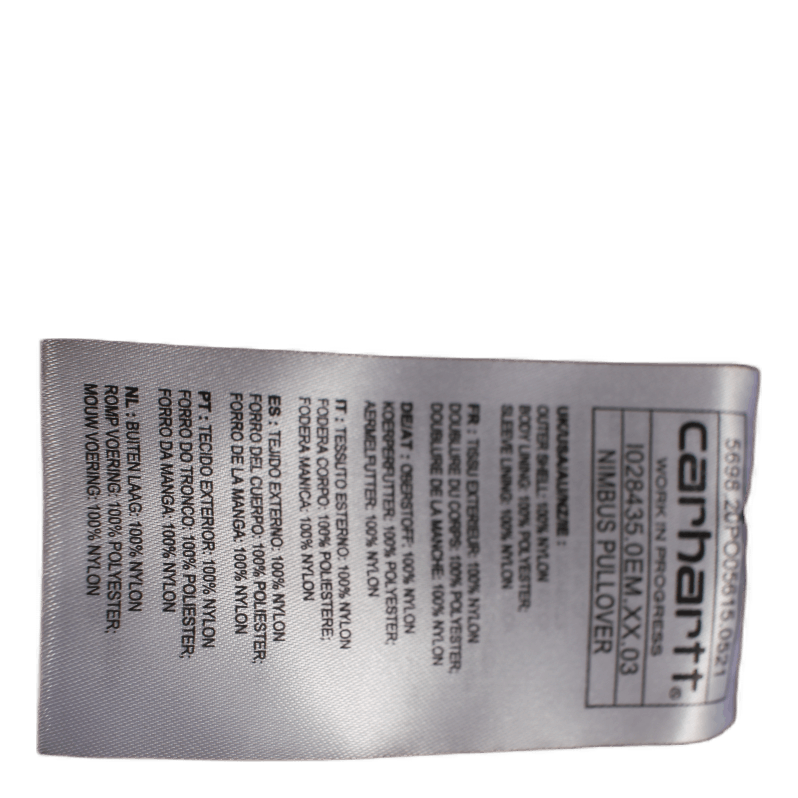 5698 20PO05615.0521
carhartt®
WORK IN PROGRESS
I028435.0EM.XX.03
NIMBUS PULLOVER
UK/USA/AU/NZ/IE :
OUTER SHELL: 100% NYLON
BODY LINING: 100% POLYESTER;
SLEEVE LINING: 100% NYLON
FR : TISSU EXTERIEUR: 100% NYLON
DOUBLURE DU CORPS: 100% POLYESTER;
DOUBLURE DE LA MANCHE: 100% NYLON
DE/AT : OBERSTOFF: 100% NYLON
KOERPERFUTTER: 100% POLYESTER;
AERMELFUTTER: 100% NYLON
IT : TESSUTO ESTERNO: 100% NYLON
FODERA CORPO: 100% POLIESTERE;
FODERA MANICA: 100% NYLON
ES : TEJIDO EXTERNO: 100% NYLON
FORRO DEL CUERPO: 100% POLIESTER;
FORRO DE LA MANGA: 100% NYLON
PT : TECIDO EXTERIOR: 100% NYLON
FORRO DO TRONCO: 100% POLIESTER;
FORRO DA MANGA: 100% NYLON
NL : BUITEN LAAG: 100% NYLON
ROMP VOERING: 100% POLYESTER;
MOUW VOERING: 100% NYLON